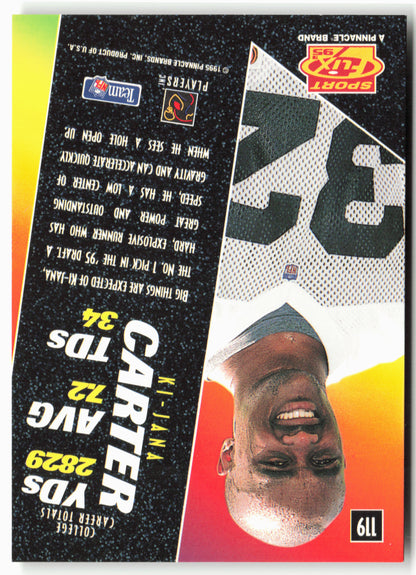 119
COLLEGE
CAREER TOTALS
YDS
2829
AVG
7.2
TDS
34
KI-JANA
CARTER
BIG THINGS ARE EXPECTED OF KI-JANA,
THE NO. 1 PICK IN THE '95 DRAFT. A
HARD, EXPLOSIVE RUNNER WHO HAS
GREAT POWER AND OUTSTANDING
SPEED, HE HAS A LOW CENTER OF
GRAVITY AND CAN ACCELERATE QUICKLY
WHEN HE SEES A HOLE OPEN UP.
32
PLAYERS INC
TEAM NFL
© 1995 PINNACLE BRANDS, INC. PRODUCT OF U.S.A.
SPORT
FLIX
95
A PINNACLE BRAND